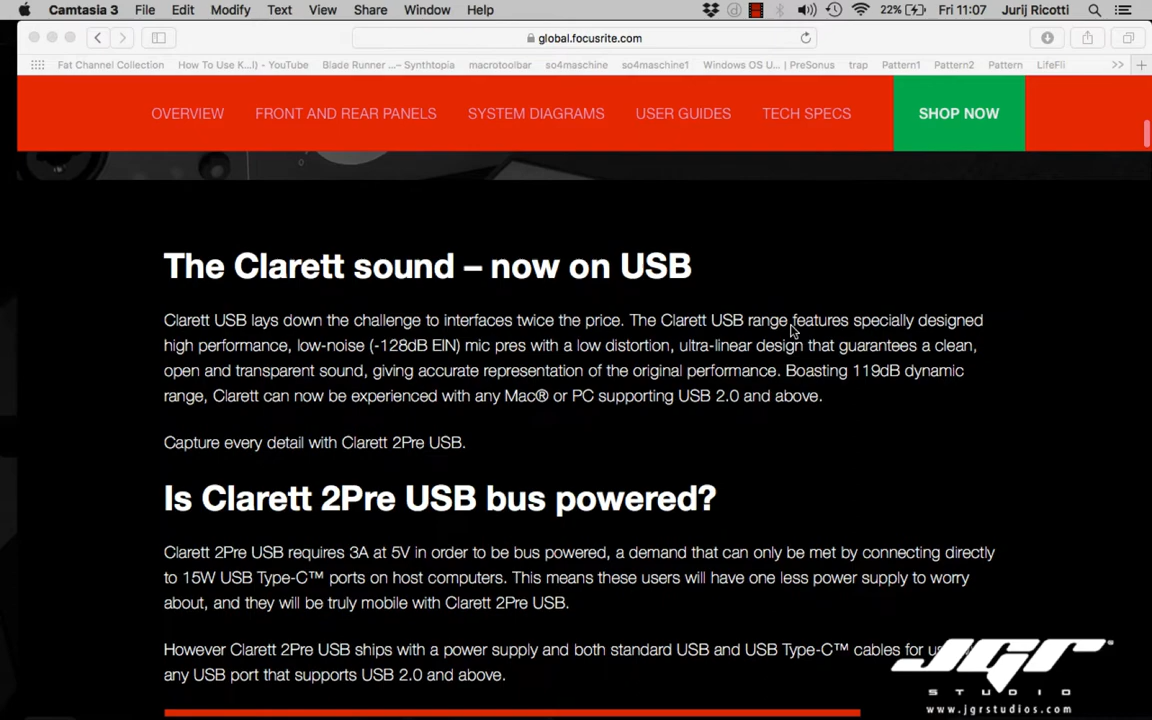 Camtasia 3 File Edit Modify Text View Share Window Help 22% Fri 11:07 Jurij Ricotti
global.focusrite.com
Fat Channel Collection How To Use K...I) - YouTube Blade Runner ...– Synthtopia macrotoolbar so4maschine so4maschine1 Windows OS U... | PreSonus trap Pattern1 Pattern2 Pattern LifeFli >> +
OVERVIEW FRONT AND REAR PANELS SYSTEM DIAGRAMS USER GUIDES TECH SPECS SHOP NOW
The Clarett sound – now on USB
Clarett USB lays down the challenge to interfaces twice the price. The Clarett USB range features specially designed
high performance, low-noise (-128dB EIN) mic pres with a low distortion, ultra-linear design that guarantees a clean,
open and transparent sound, giving accurate representation of the original performance. Boasting 119dB dynamic
range, Clarett can now be experienced with any Mac® or PC supporting USB 2.0 and above.
Capture every detail with Clarett 2Pre USB.
Is Clarett 2Pre USB bus powered?
Clarett 2Pre USB requires 3A at 5V in order to be bus powered, a demand that can only be met by connecting directly
to 15W USB Type-C™ ports on host computers. This means these users will have one less power supply to worry
about, and they will be truly mobile with Clarett 2Pre USB.
However Clarett 2Pre USB ships with a power supply and both standard USB and USB Type-C™ cables for
any USB port that supports USB 2.0 and above.
JGR
STUDIO
www.jgrstudios.com